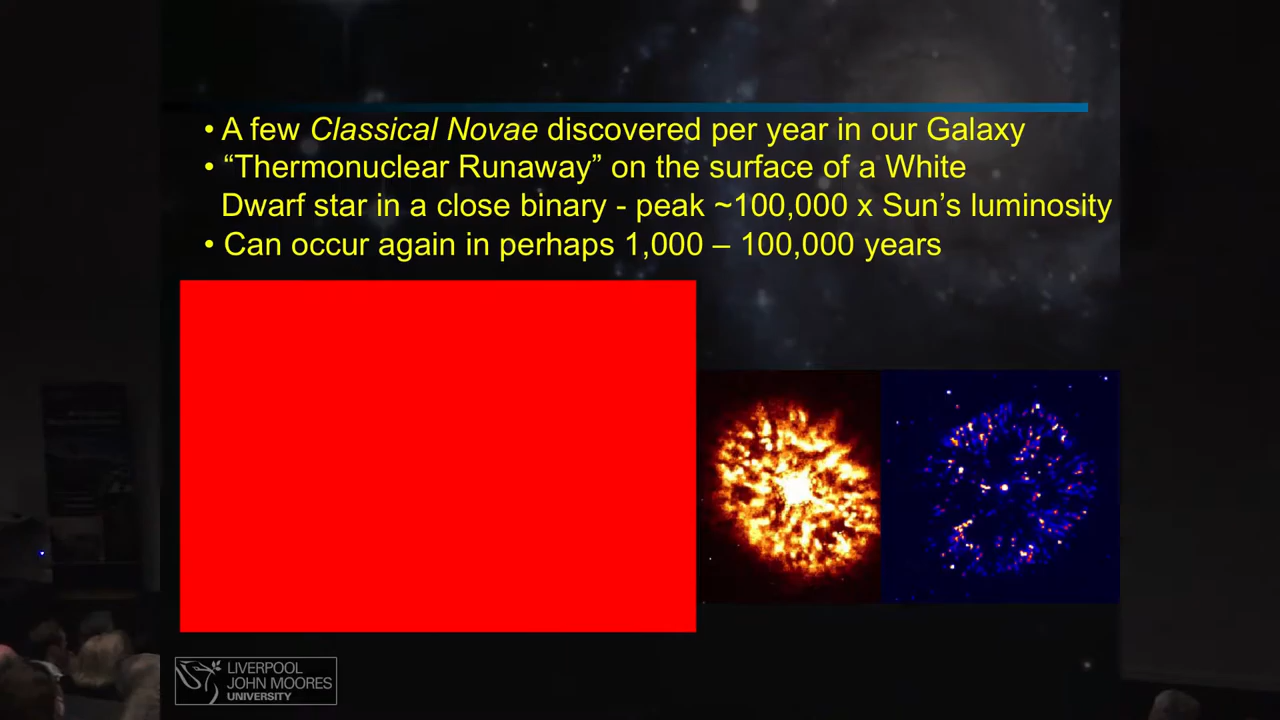 • A few Classical Novae discovered per year in our Galaxy
• “Thermonuclear Runaway” on the surface of a White
Dwarf star in a close binary - peak ~100,000 x Sun’s luminosity
• Can occur again in perhaps 1,000 – 100,000 years
LIVERPOOL
JOHN MOORES
UNIVERSITY